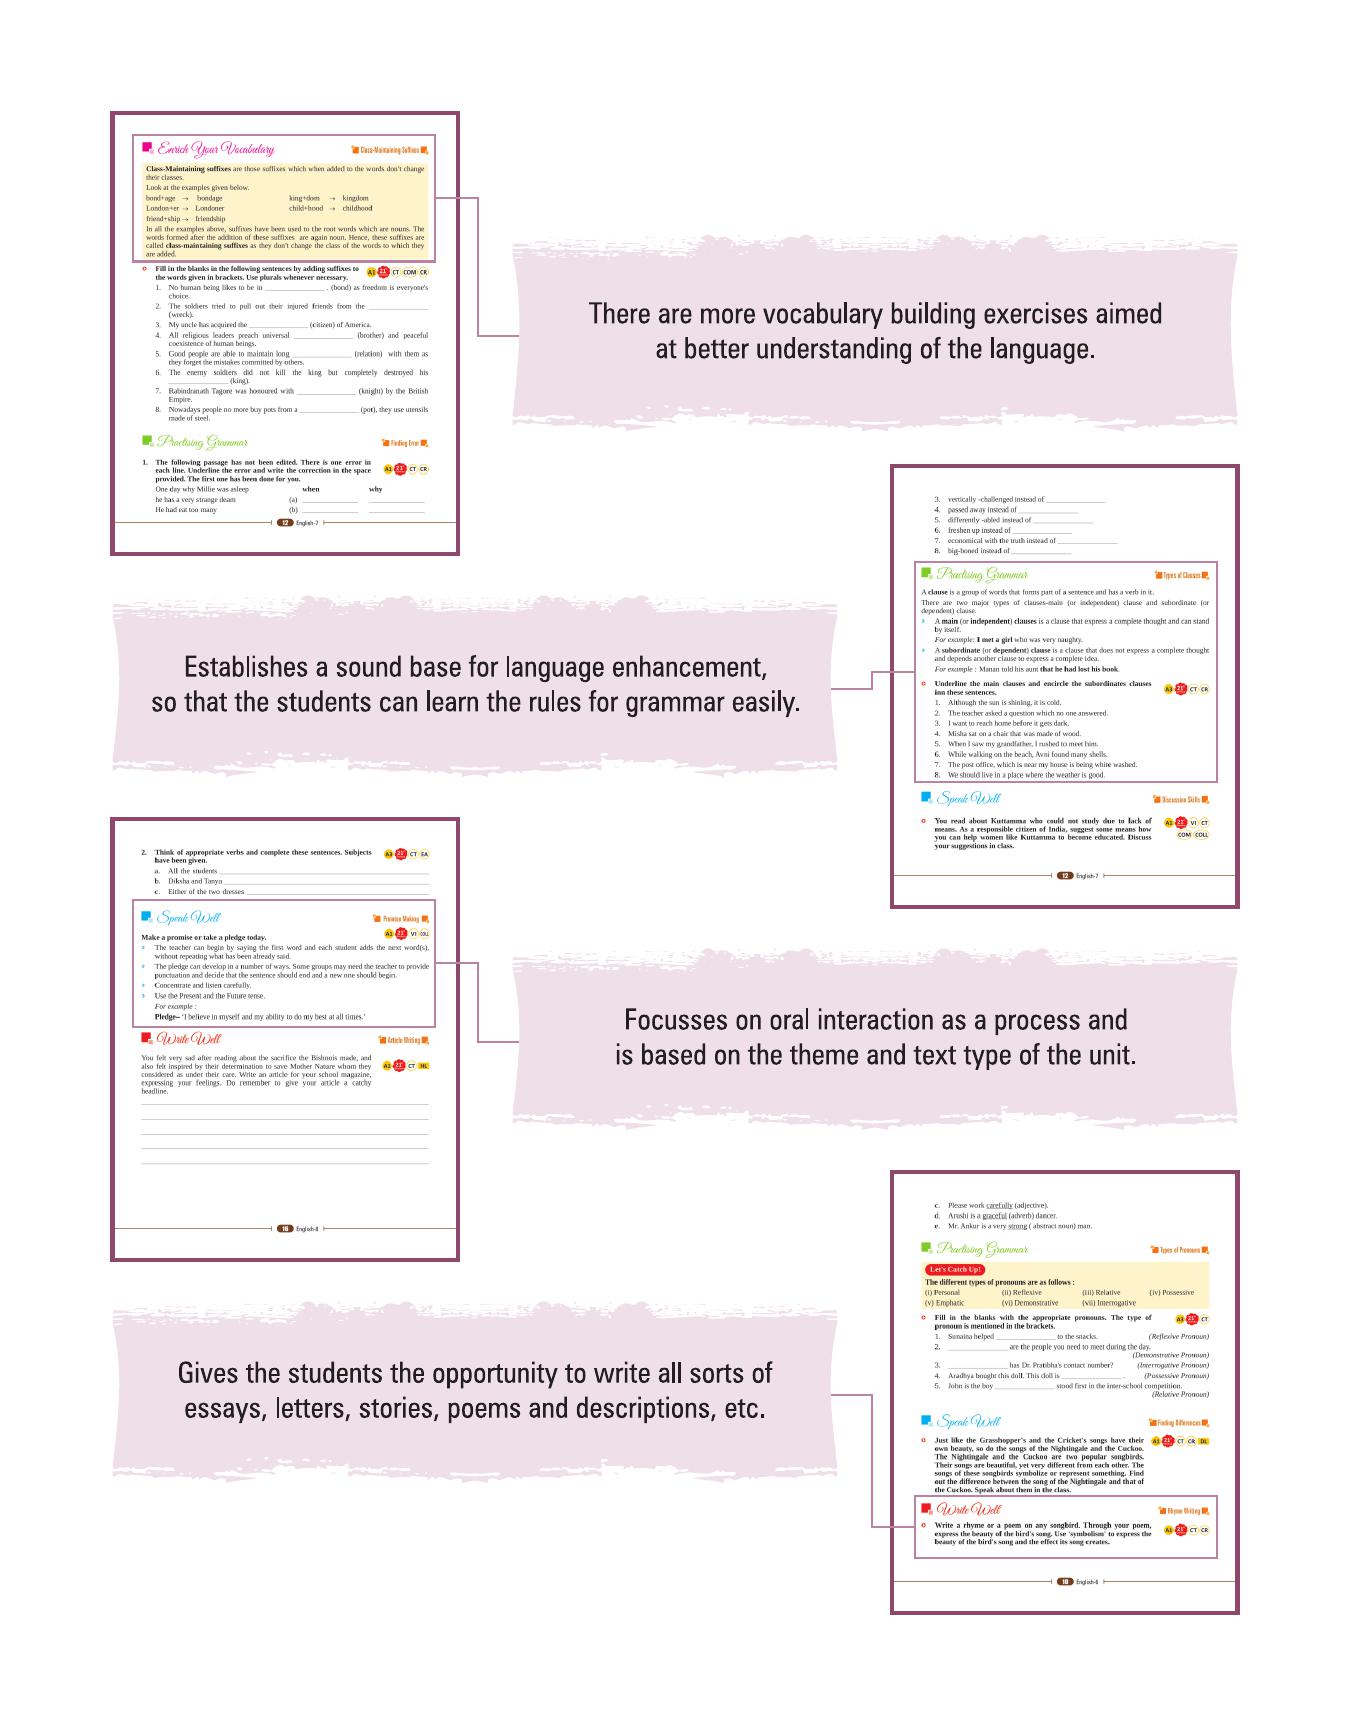 Enrich Your Vocabulary
Class-Maintaining Suffixes
Class-Maintaining suffixes are those suffixes which when added to the words don't change
their classes.
Look at the examples given below.
bond+age → bondage king+dom → kingdom
London+er → Londoner child+hood → childhood
friend+ship → friendship
In all the examples above, suffixes have been used to the root words which are nouns. The
words formed after the addition of these suffixes are again noun. Hence, these suffixes are
called class-maintaining suffixes as they don't change the class of the words to which they
are added.
Fill in the blanks in the following sentences by adding suffixes to
the words given in brackets. Use plurals whenever necessary.
A1 21st CT COM CR
1. No human being likes to be in ________________ . (bond) as freedom is everyone's
choice.
2. The soldiers tried to pull out their injured friends from the ________________
(wreck).
3. My uncle has acquired the ________________ (citizen) of America.
4. All religious leaders preach universal ________________ (brother) and peaceful
coexistence of human beings.
5. Good people are able to maintain long ________________ (relation) with them as
they forget the mistakes committed by others.
6. The enemy soldiers did not kill the king but completely destroyed his
________________ (king).
7. Rabindranath Tagore was honoured with ________________ (knight) by the British
Empire.
8. Nowadays people no more buy pots from a ________________ (pot), they use utensils
made of steel.
Practising Grammar
Finding Error
1. The following passage has not been edited. There is one error in
each line. Underline the error and write the correction in the space
provided. The first one has been done for you.
A3 21st CT CR
One day why Millie was asleep when why
he has a very strange deam (a) _______________ _______________
He had eat too many (b) _______________ _______________
12 English-7
There are more vocabulary building exercises aimed
at better understanding of the language.
3. vertically -challenged instead of ________________
4. passed away instead of ________________
5. differently -abled instead of ________________
6. freshen up instead of ________________
7. economical with the truth instead of ________________
8. big-boned instead of ________________
Practising Grammar
Types of Clauses
A clause is a group of words that forms part of a sentence and has a verb in it.
There are two major types of clauses-main (or independent) clause and subordinate (or
dependent) clause.
A main (or independent) clauses is a clause that express a complete thought and can stand
by itself.
For example: I met a girl who was very naughty.
A subordinate (or dependent) clause is a clause that does not express a complete thought
and depends another clause to express a complete idea.
For example : Manan told his aunt that he had lost his book.
Underline the main clauses and encircle the subordinates clauses
inn these sentences.
A3 21st CT CR
1. Although the sun is shining, it is cold.
2. The teacher asked a question which no one answered.
3. I want to reach home before it gets dark.
4. Misha sat on a chair that was made of wood.
5. When I saw my grandfather, I rushed to meet him.
6. While walking on the beach, Avni found many shells.
7. The post office, which is near my house is being white washed.
8. We should live in a place where the weather is good.
Speak Well
Discussion Skills
You read about Kuttamma who could not study due to lack of
means. As a responsible citizen of India, suggest some means how
you can help women like Kuttamma to become educated. Discuss
your suggestions in class.
A1 21st VI CT
COM COLL
12 English-7
Establishes a sound base for language enhancement,
so that the students can learn the rules for grammar easily.
2. Think of appropriate verbs and complete these sentences. Subjects
have been given.
A3 21st CT EA
a. All the students ________________
b. Diksha and Tanya ________________
c. Either of the two dresses ________________
Speak Well
Promise Making
A1 21st VI COLL
Make a promise or take a pledge today.
The teacher can begin by saying the first word and each student adds the next word(s),
without repeating what has been already said.
The pledge can develop in a number of ways. Some groups may need the teacher to provide
punctuation and decide that the sentence should end and a new one should begin.
Concentrate and listen carefully.
Use the Present and the Future tense.
For example :
Pledge– 'I believe in myself and my ability to do my best at all times.'
Write Well
Article Writing
You felt very sad after reading about the sacrifice the Bishnois made, and
also felt inspired by their determination to save Mother Nature whom they
considered as under their care. Write an article for your school magazine,
expressing your feelings. Do remember to give your article a catchy
headline.
A1 21st CT NL
16 English-8
Focusses on oral interaction as a process and
is based on the theme and text type of the unit.
c. Please work carefully (adjective).
d. Arushi is a graceful (adverb) dancer.
e. Mr. Ankur is a very strong ( abstract noun) man.
Practising Grammar
Types of Pronouns
Let's Catch Up!
The different types of pronouns are as follows :
(i) Personal (ii) Reflexive (iii) Relative (iv) Possessive
(v) Emphatic (vi) Demonstrative (vii) Interrogative
Fill in the blanks with the appropriate pronouns. The type of
pronoun is mentioned in the brackets.
A3 21st CT
1. Sunaina helped ________________ to the snacks. (Reflexive Pronoun)
2. ________________ are the people you need to meet during the day.
(Demonstrative Pronoun)
3. ________________ has Dr. Pratibha's contact number? (Interrogative Pronoun)
4. Aradhya bought this doll. This doll is ________________ . (Possessive Pronoun)
5. John is the boy ________________ stood first in the inter-school competition.
(Relative Pronoun)
Speak Well
Finding Differences
Just like the Grasshopper's and the Cricket's songs have their
own beauty, so do the songs of the Nightingale and the Cuckoo.
The Nightingale and the Cuckoo are two popular songbirds.
Their songs are beautiful, yet very different from each other. The
songs of these songbirds symbolize or represent something. Find
out the difference between the song of the Nightingale and that of
the Cuckoo. Speak about them in the class.
A1 21st CT CR DL
Write Well
Rhyme Writing
Write a rhyme or a poem on any songbird. Through your poem,
express the beauty of the bird's song. Use 'symbolism' to express the
beauty of the bird's song and the effect its song creates.
A1 21st CT CR
18 English-6
Gives the students the opportunity to write all sorts of
essays, letters, stories, poems and descriptions, etc.